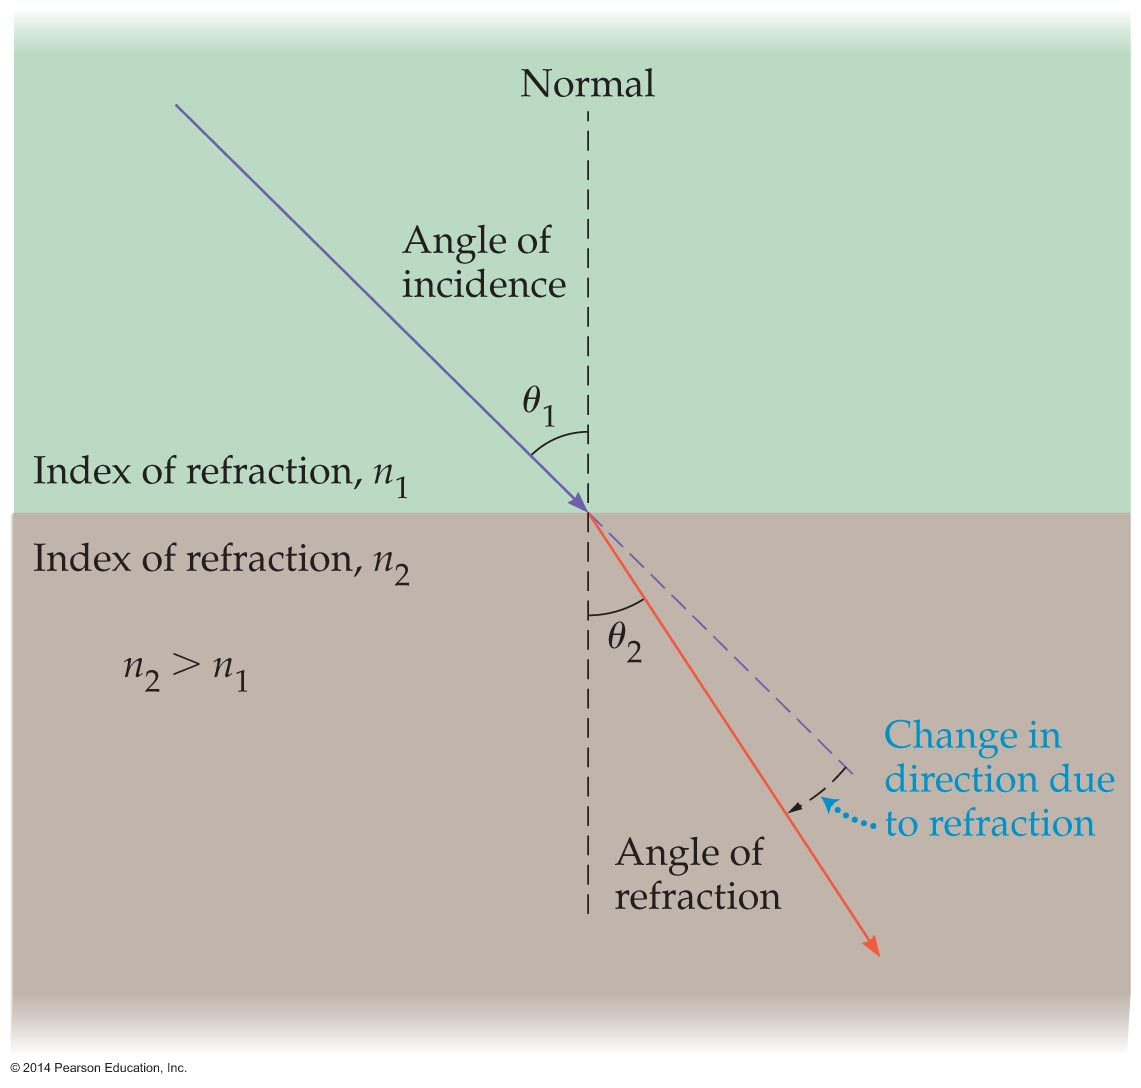 Normal
Angle of
incidence
θ1
Index of refraction, n1
Index of refraction, n2
θ2
n2 > n1
Change in
direction due
to refraction
Angle of
refraction
© 2014 Pearson Education, Inc.